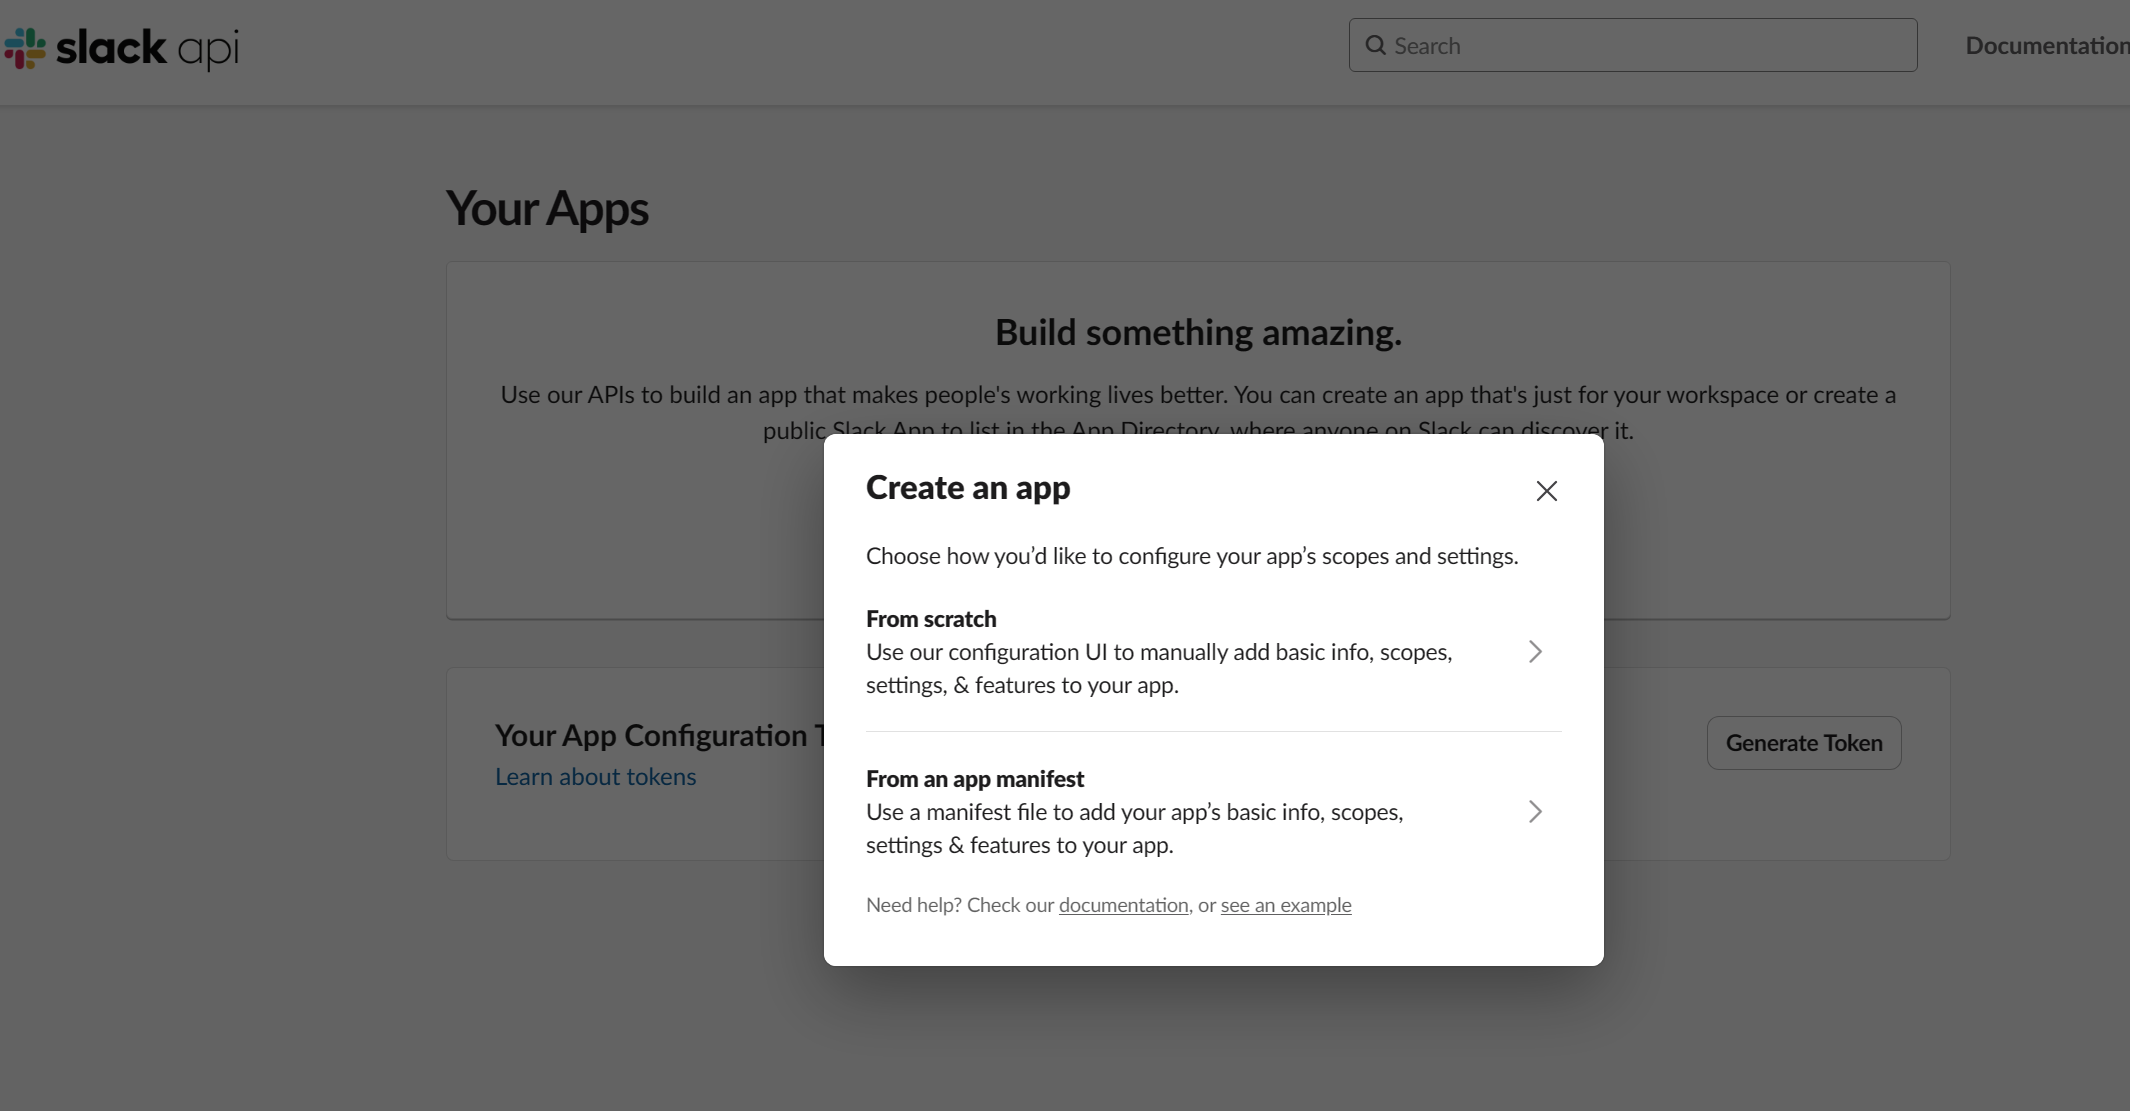 slack api
Search
Documentation
Your Apps
Build something amazing.
Use our APIs to build an app that makes people's working lives better. You can create an app that's just for your workspace or create a
public Slack App to list in the App Directory, where anyone on Slack can discover it.
Create an app
Choose how you’d like to configure your app’s scopes and settings.
From scratch
Use our configuration UI to manually add basic info, scopes,
settings, & features to your app.
Your App Configuration T
Learn about tokens
Generate Token
From an app manifest
Use a manifest file to add your app’s basic info, scopes,
settings & features to your app.
Need help? Check our documentation, or see an example